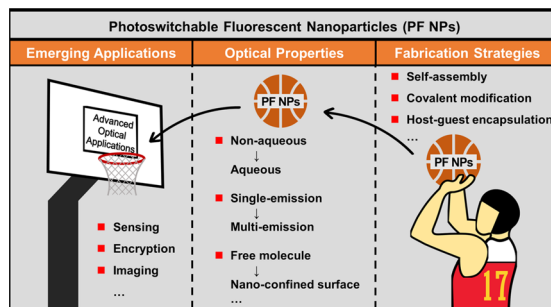 Photoswitchable Fluorescent Nanoparticles (PF NPs)
Emerging Applications
Optical Properties
Fabrication Strategies
Advanced
Optical
Applications
Sensing
Encryption
Imaging
...
PF NPs
Non-aqueous
↓
Aqueous
Single-emission
↓
Multi-emission
Free molecule
↓
Nano-confined surface
...
Self-assembly
Covalent modification
Host-guest encapsulation
...
PF NPs
17